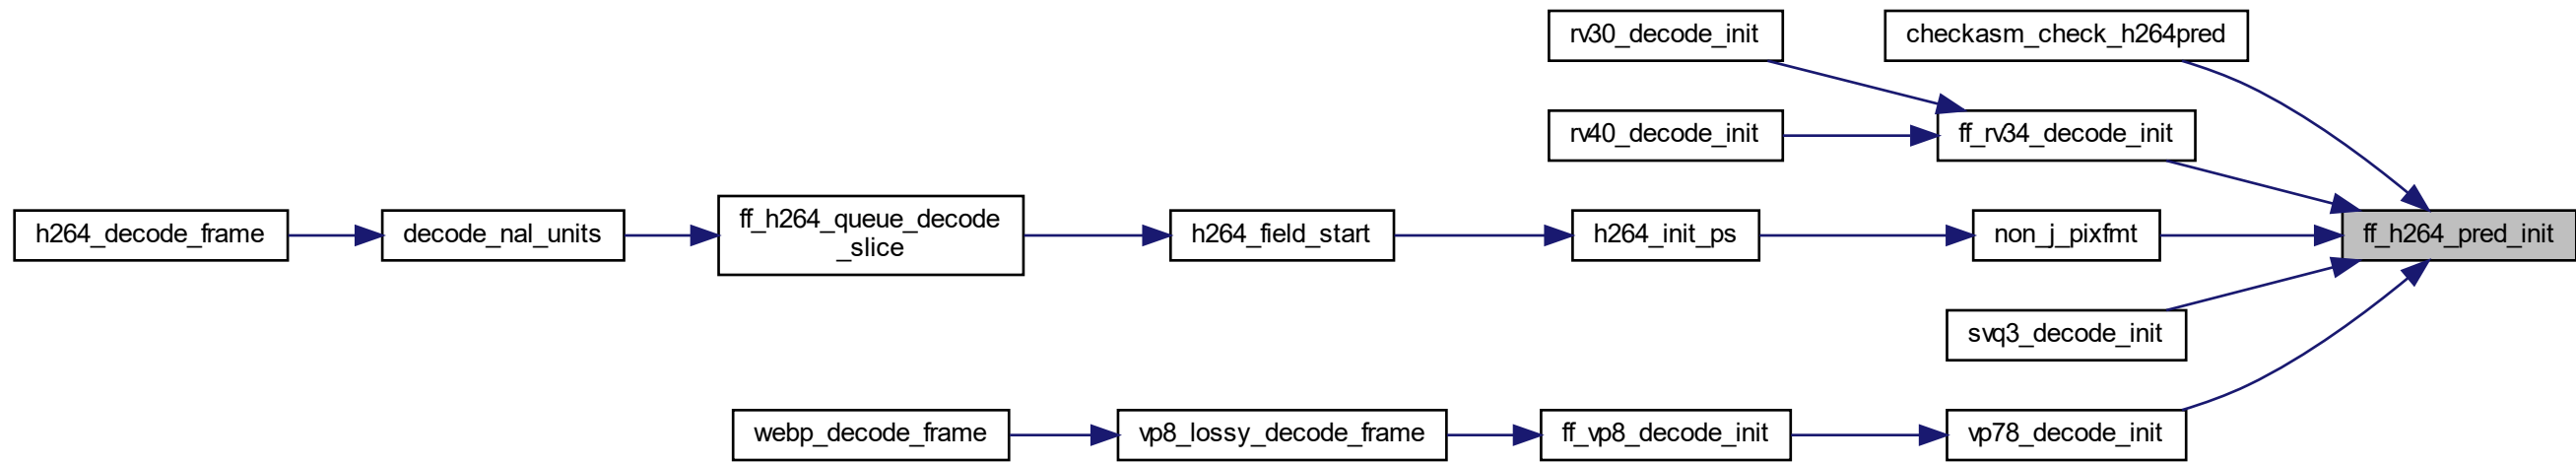 rv30_decode_init
checkasm_check_h264pred
rv40_decode_init
ff_rv34_decode_init
h264_decode_frame
decode_nal_units
ff_h264_queue_decode
_slice
h264_field_start
h264_init_ps
non_j_pixfmt
ff_h264_pred_init
svq3_decode_init
webp_decode_frame
vp8_lossy_decode_frame
ff_vp8_decode_init
vp78_decode_init